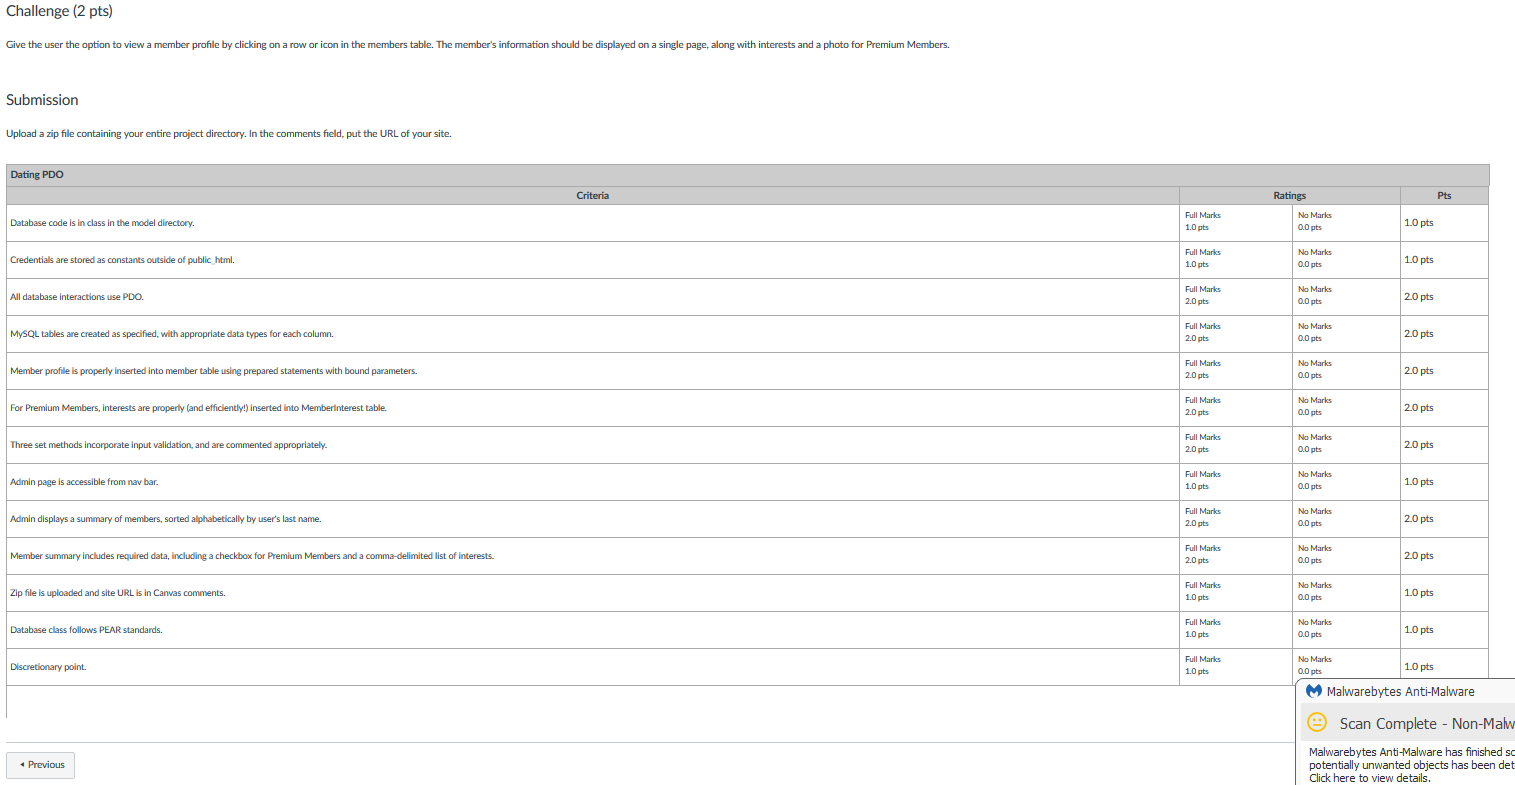 Challenge (2 pts)
Give the user the option to view a member profile by clicking on a row or icon in the members table. The member's information should be displayed on a single page, along with interests and a photo for Premium Members.
Submission
Upload a zip file containing your entire project directory. In the comments field, put the URL of your site.
Dating PDO
Criteria Ratings Pts
Database code is in class in the model directory. Full Marks 1.0 pts No Marks 0.0 pts 1.0 pts
Credentials are stored as constants outside of public_html. Full Marks 1.0 pts No Marks 0.0 pts 1.0 pts
All database interactions use PDO. Full Marks 2.0 pts No Marks 0.0 pts 2.0 pts
MySQL tables are created as specified, with appropriate data types for each column. Full Marks 2.0 pts No Marks 0.0 pts 2.0 pts
Member profile is properly inserted into member table using prepared statements with bound parameters. Full Marks 2.0 pts No Marks 0.0 pts 2.0 pts
For Premium Members, interests are properly (and efficiently!) inserted into MemberInterest table. Full Marks 2.0 pts No Marks 0.0 pts 2.0 pts
Three set methods incorporate input validation, and are commented appropriately. Full Marks 2.0 pts No Marks 0.0 pts 2.0 pts
Admin page is accessible from nav bar. Full Marks 1.0 pts No Marks 0.0 pts 1.0 pts
Admin displays a summary of members, sorted alphabetically by user's last name. Full Marks 2.0 pts No Marks 0.0 pts 2.0 pts
Member summary includes required data, including a checkbox for Premium Members and a comma-delimited list of interests. Full Marks 2.0 pts No Marks 0.0 pts 2.0 pts
Zip file is uploaded and site URL is in Canvas comments. Full Marks 1.0 pts No Marks 0.0 pts 1.0 pts
Database class follows PEAR standards. Full Marks 1.0 pts No Marks 0.0 pts 1.0 pts
Discretionary point. Full Marks 1.0 pts No Marks 0.0 pts 1.0 pts
Malwarebytes Anti-Malware
Scan Complete - Non-Malw
Malwarebytes Anti-Malware has finished sc
potentially unwanted objects has been det
Click here to view details.
Previous